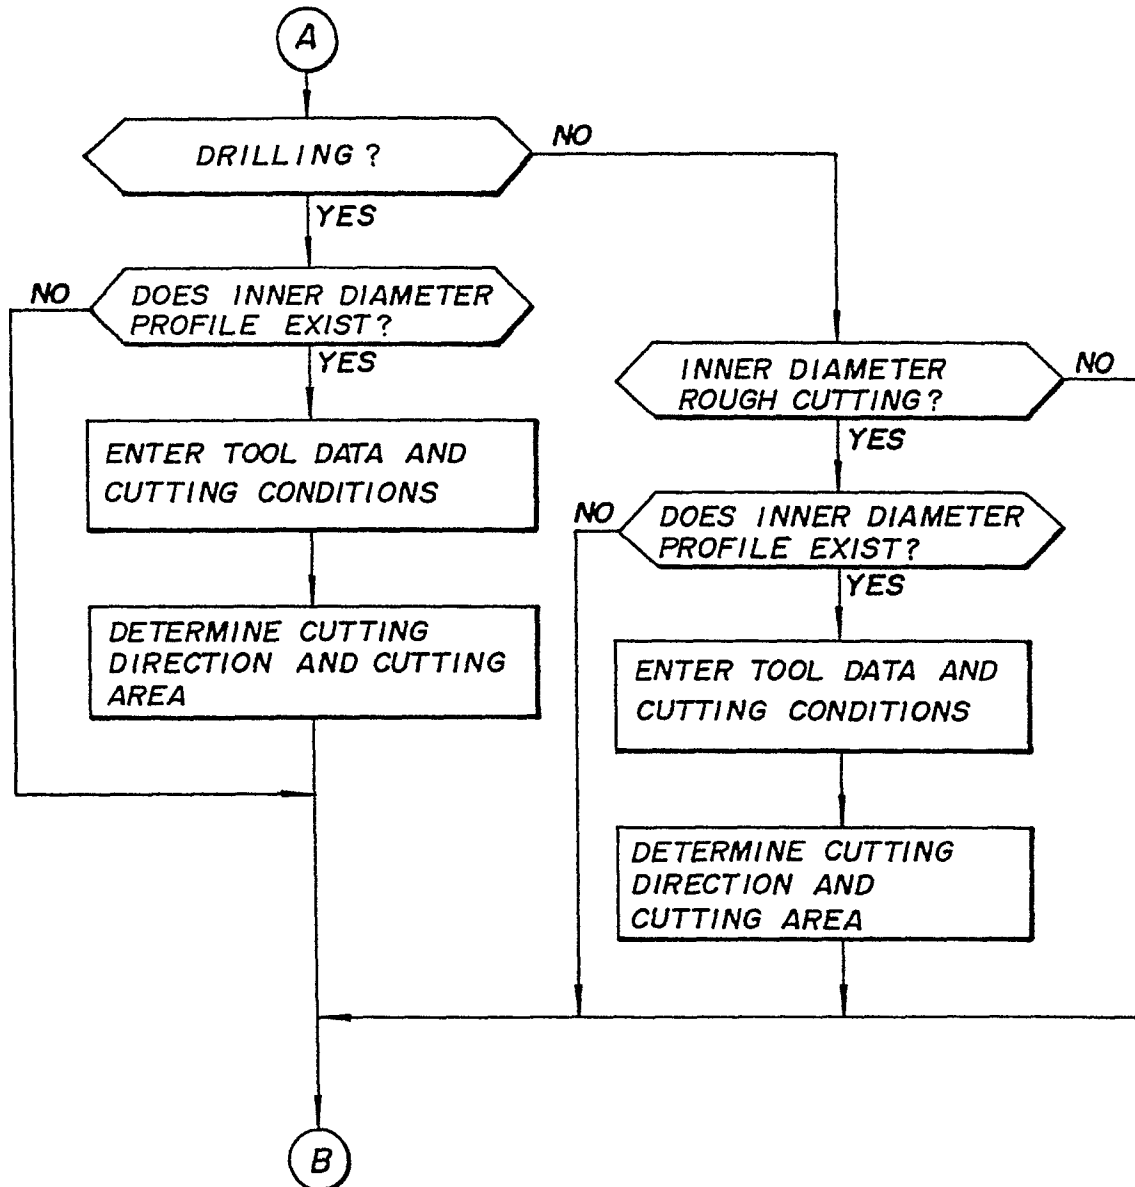 A
DRILLING?
NO
YES
NO
DOES INNER DIAMETER
PROFILE EXIST?
YES
ENTER TOOL DATA AND
CUTTING CONDITIONS
DETERMINE CUTTING
DIRECTION AND CUTTING
AREA
INNER DIAMETER
ROUGH CUTTING?
NO
YES
NO
DOES INNER DIAMETER
PROFILE EXIST?
YES
ENTER TOOL DATA AND
CUTTING CONDITIONS
DETERMINE CUTTING
DIRECTION AND
CUTTING AREA
B